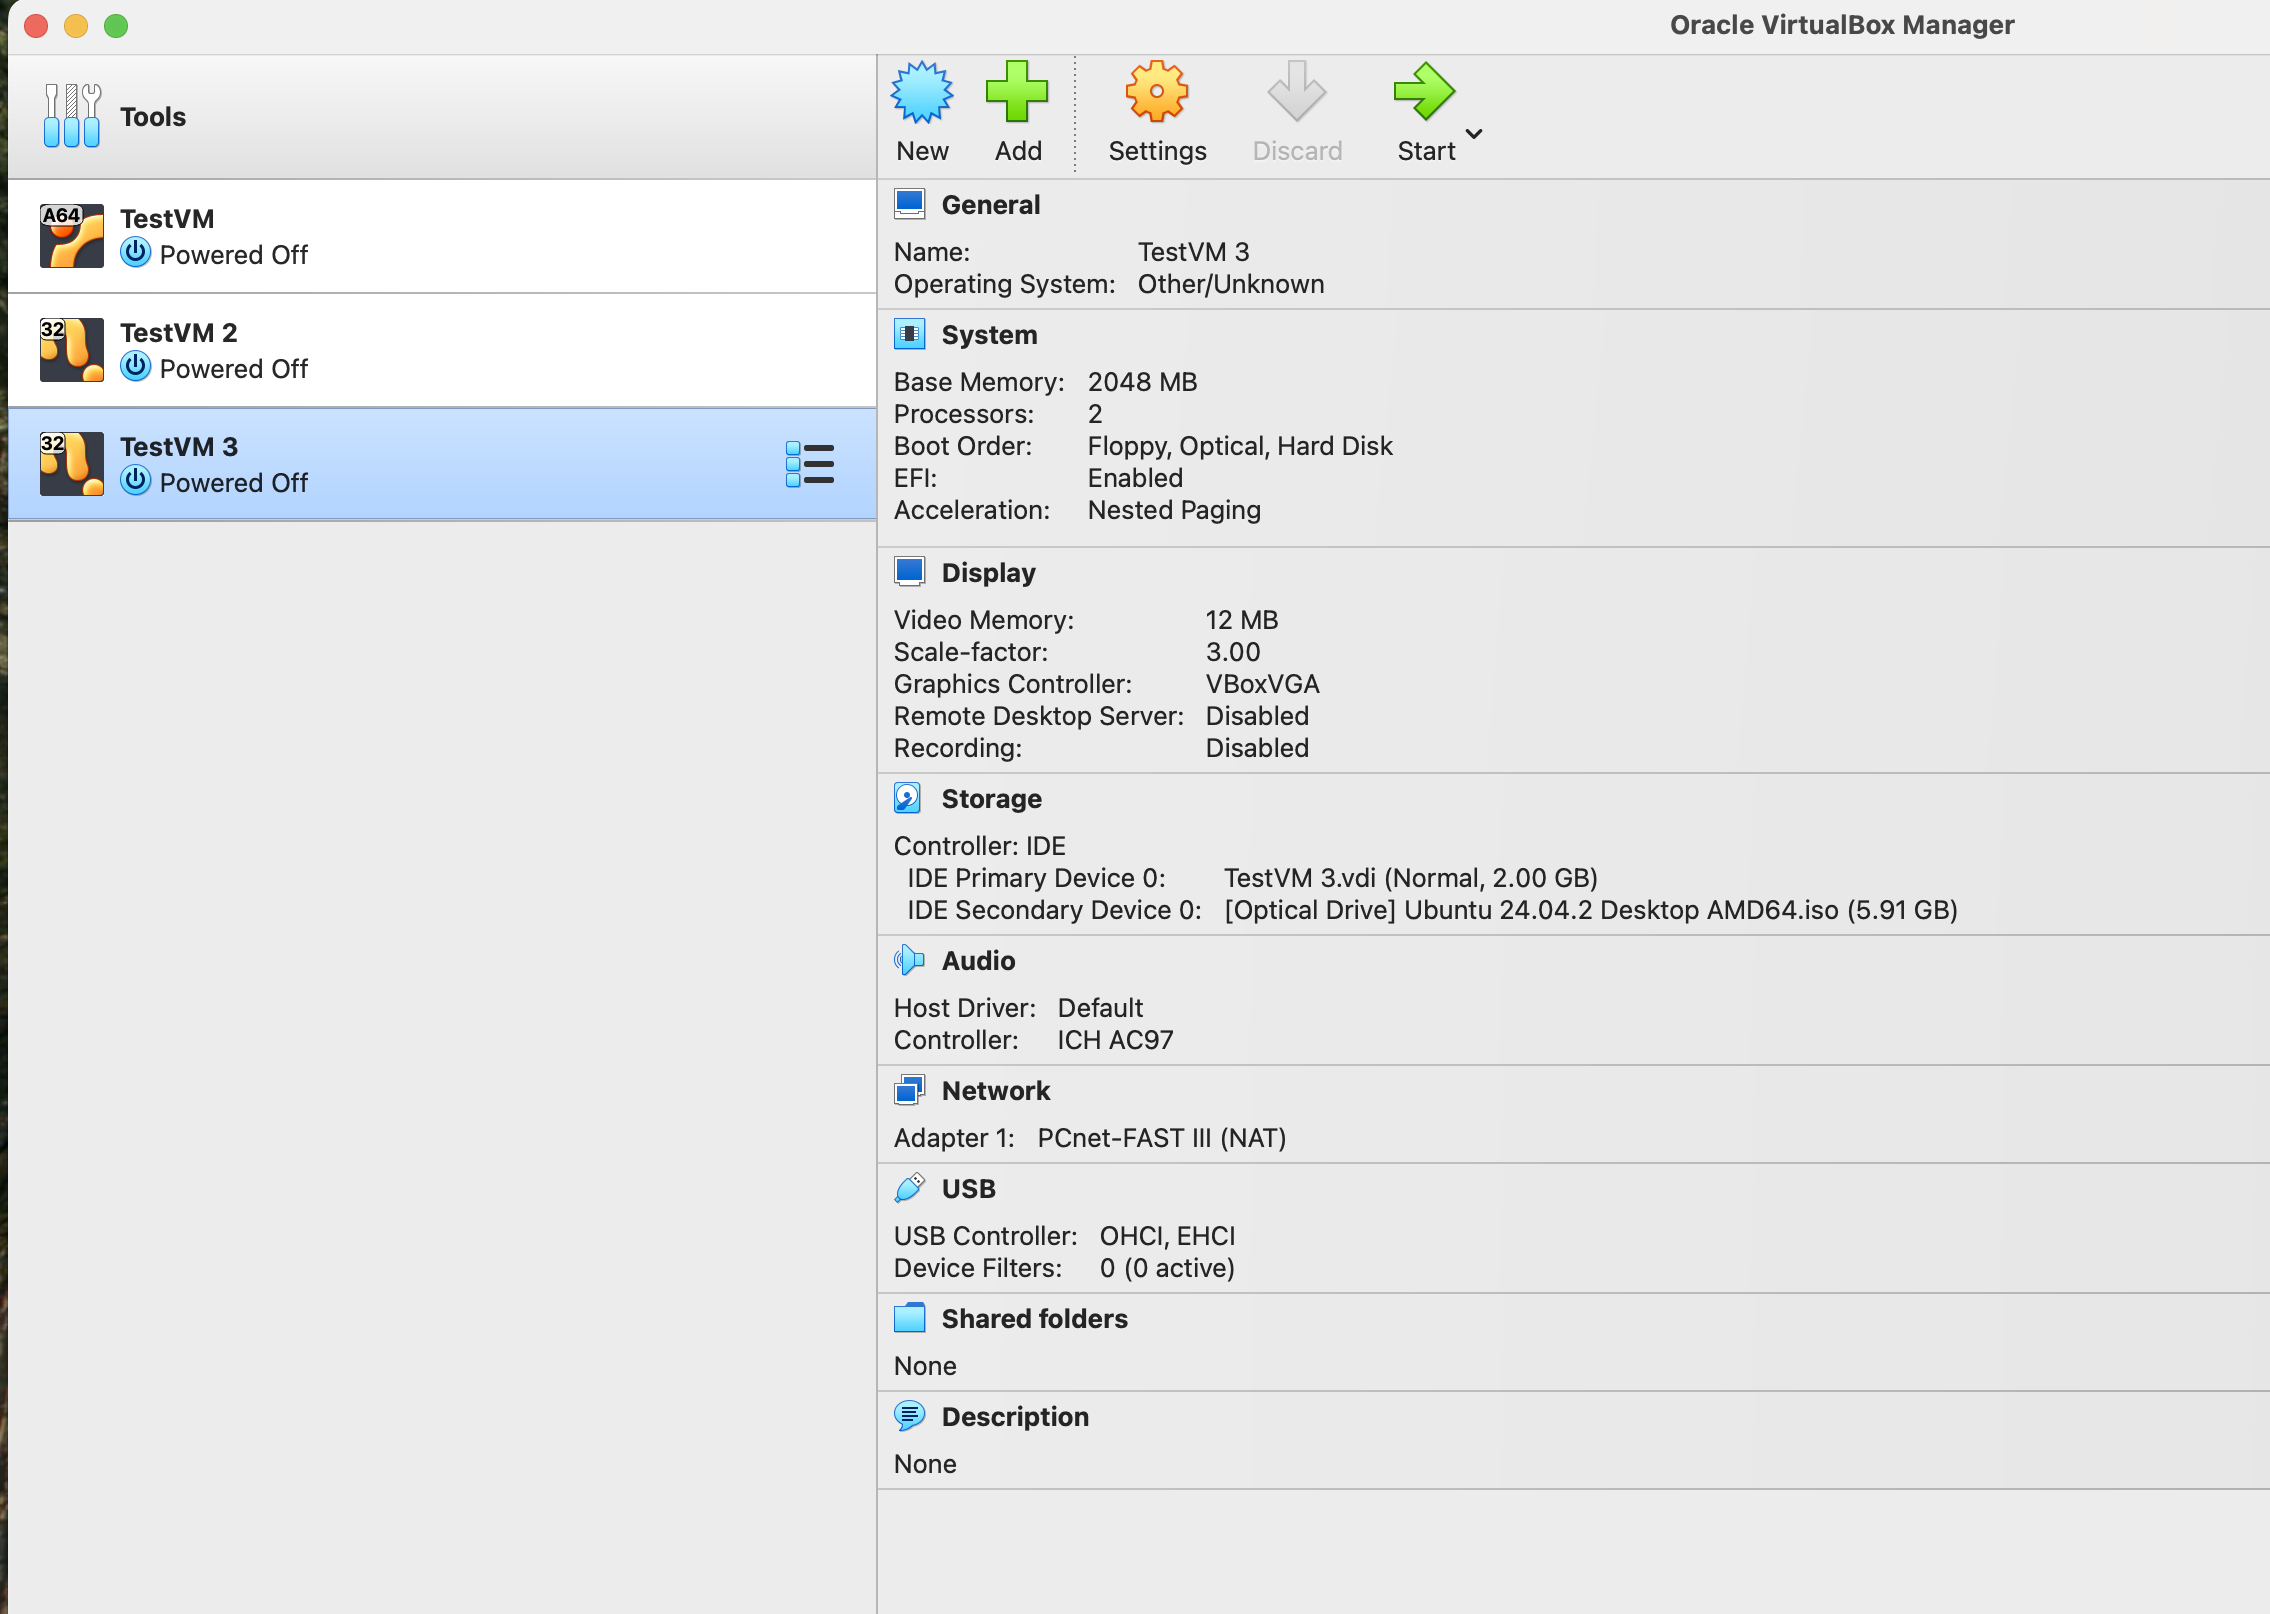 Oracle VirtualBox Manager
Tools
New Add Settings Discard Start
A64
TestVM
Powered Off
32
TestVM 2
Powered Off
32
TestVM 3
Powered Off
General
Name: TestVM 3
Operating System: Other/Unknown
System
Base Memory: 2048 MB
Processors: 2
Boot Order: Floppy, Optical, Hard Disk
EFI: Enabled
Acceleration: Nested Paging
Display
Video Memory: 12 MB
Scale-factor: 3.00
Graphics Controller: VBoxVGA
Remote Desktop Server: Disabled
Recording: Disabled
Storage
Controller: IDE
IDE Primary Device 0: TestVM 3.vdi (Normal, 2.00 GB)
IDE Secondary Device 0: [Optical Drive] Ubuntu 24.04.2 Desktop AMD64.iso (5.91 GB)
Audio
Host Driver: Default
Controller: ICH AC97
Network
Adapter 1: PCnet-FAST III (NAT)
USB
USB Controller: OHCI, EHCI
Device Filters: 0 (0 active)
Shared folders
None
Description
None